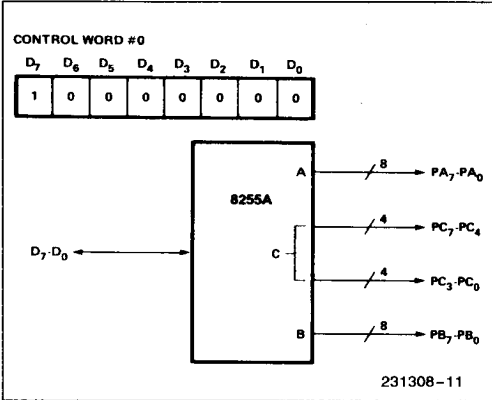 CONTROL WORD #0
D7 D6 D5 D4 D3 D2 D1 D0
1 0 0 0 0 0 0 0
8255A
A
8
PA7-PA0
4
PC7-PC4
D7-D0
C
4
PC3-PC0
B
8
PB7-PB0
231308-11